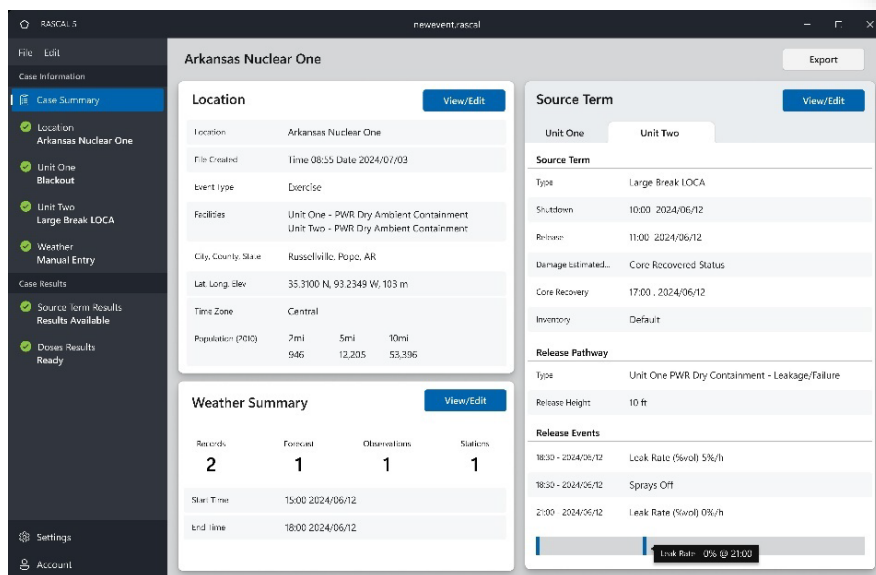 RASCAL 5
newevent.rascal
File Edit
Case Information
Case Summary
Location
Arkansas Nuclear One
Unit One
Blackout
Unit Two
Large Break LOCA
Weather
Manual Entry
Case Results
Source Term Results
Results Available
Doses Results
Ready
Settings
Account
Arkansas Nuclear One
Export
Location
View/Edit
Location Arkansas Nuclear One
File Created Time 08:55 Date 2024/07/03
Event Type Exercise
Facilities Unit One - PWR Dry Ambient Containment
Unit Two - PWR Dry Ambient Containment
City, County, State Russellville, Pope, AR
Lat, Long, Elev 35.3100 N, 93.2349 W, 103 m
Time Zone Central
Population (2010) 2mi 5mi 10mi
946 12,205 53,396
Weather Summary
View/Edit
Records Forecast Observations Stations
2 1 1 1
Start Time 15:00 2024/06/12
End Time 18:00 2024/06/12
Source Term
View/Edit
Unit One Unit Two
Source Term
Type Large Break LOCA
Shutdown 10:00 2024/06/12
Release 11:00 2024/06/12
Damage Estimated... Core Recovered Status
Core Recovery 17:00 , 2024/06/12
Inventory Default
Release Pathway
Type Unit One PWR Dry Containment - Leakage/Failure
Release Height 10 ft
Release Events
18:30 - 2024/06/12 Leak Rate (%vol) 5%/h
18:30 - 2024/06/12 Sprays Off
21:00 2024/06/12 Leak Rate (%vol) 0%/h
Leak Rate 0% @ 21:00